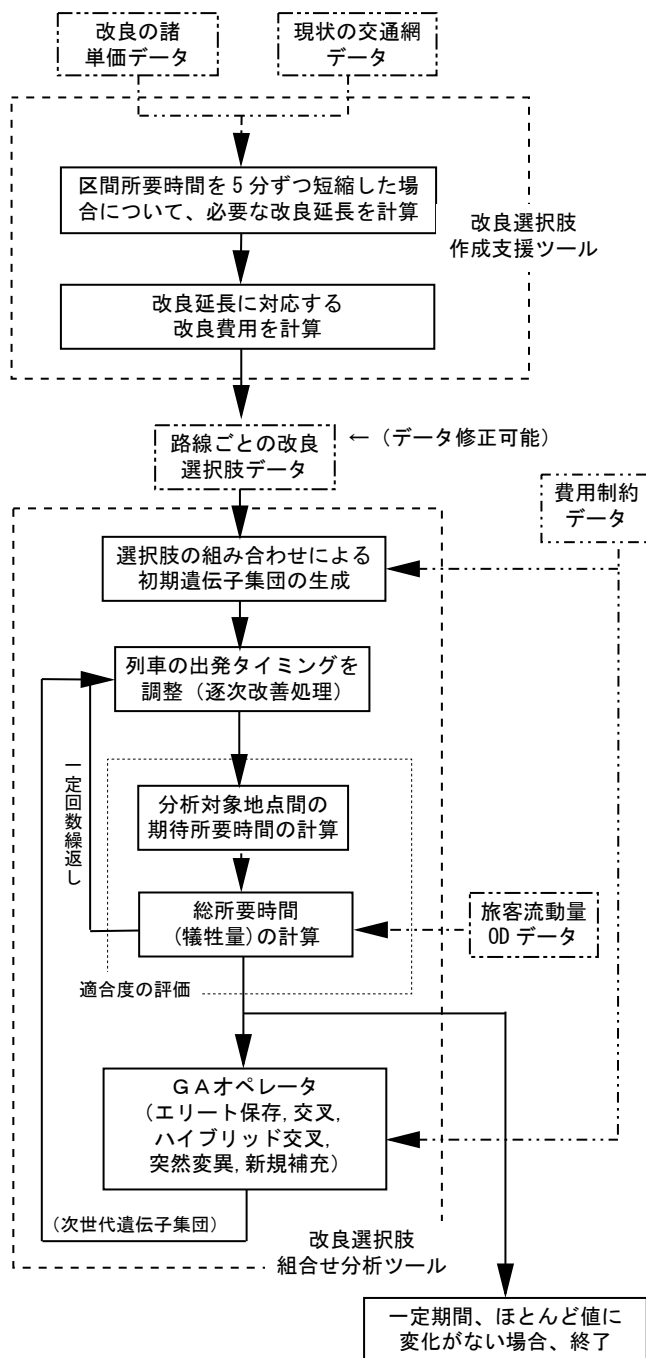 改良の諸
単価データ
現状の交通網
データ
区間所要時間を5分ずつ短縮した場
合について、必要な改良延長を計算
改良選択肢
作成支援ツール
改良延長に対応する
改良費用を計算
路線ごとの改良
選択肢データ
←（データ修正可能）
費用制約
データ
選択肢の組み合わせによる
初期遺伝子集団の生成
列車の出発タイミングを
調整（逐次改善処理）
一定回数繰返し
分析対象地点間の
期待所要時間の計算
総所要時間
(犠牲量)の計算
旅客流動量
ODデータ
適合度の評価
ＧＡオペレータ
（エリート保存, 交叉,
ハイブリッド交叉,
突然変異, 新規補充）
（次世代遺伝子集団）
改良選択肢
組合せ分析ツール
一定期間、ほとんど値に
変化がない場合、終了